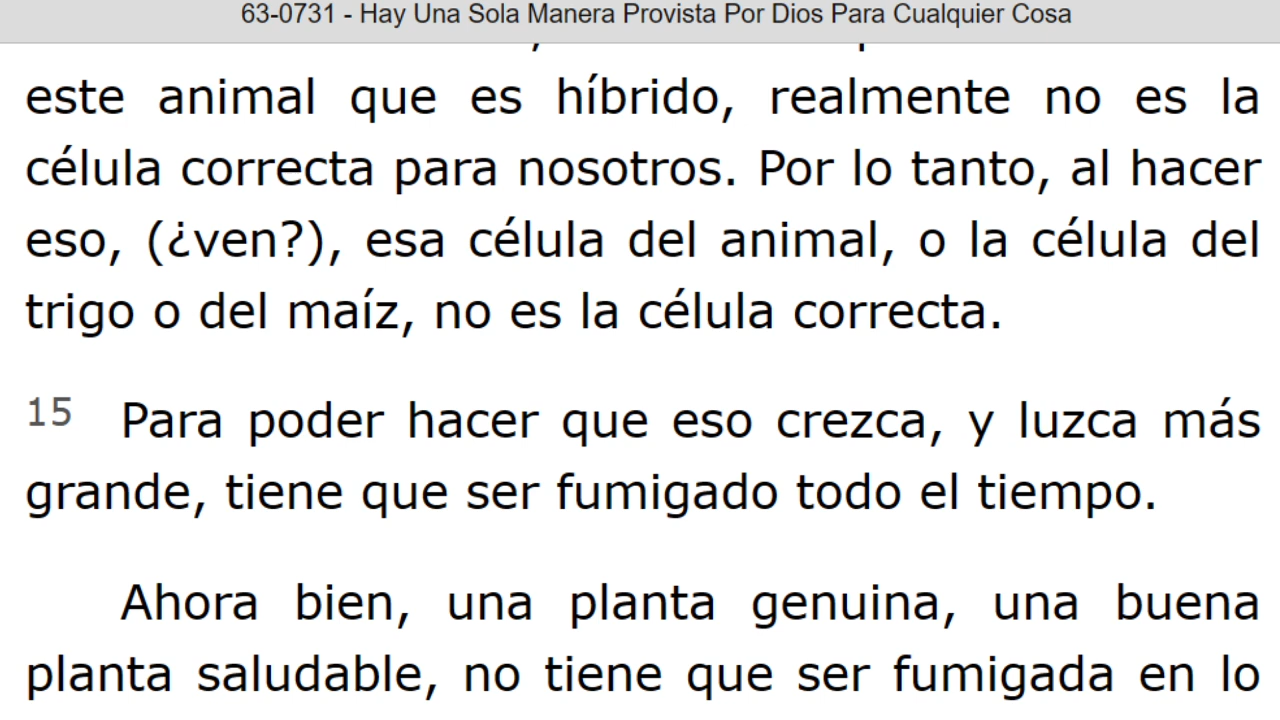 63-0731 - Hay Una Sola Manera Provista Por Dios Para Cualquier Cosa
este animal que es híbrido, realmente no es la
célula correcta para nosotros. Por lo tanto, al hacer
eso, (¿ven?), esa célula del animal, o la célula del
trigo o del maíz, no es la célula correcta.
15 Para poder hacer que eso crezca, y luzca más
grande, tiene que ser fumigado todo el tiempo.
Ahora bien, una planta genuina, una buena
planta saludable, no tiene que ser fumigada en lo